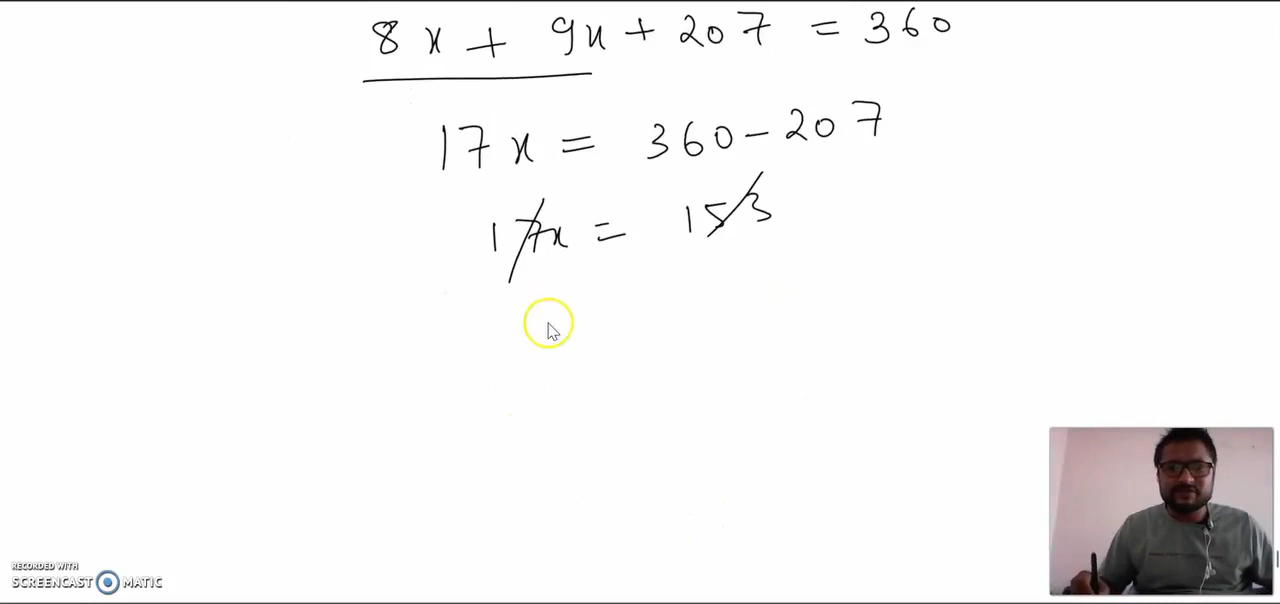 8x + 9x + 207 = 360
17x = 360 - 207
17x = 153
RECORDED WITH
SCREENCAST MATIC